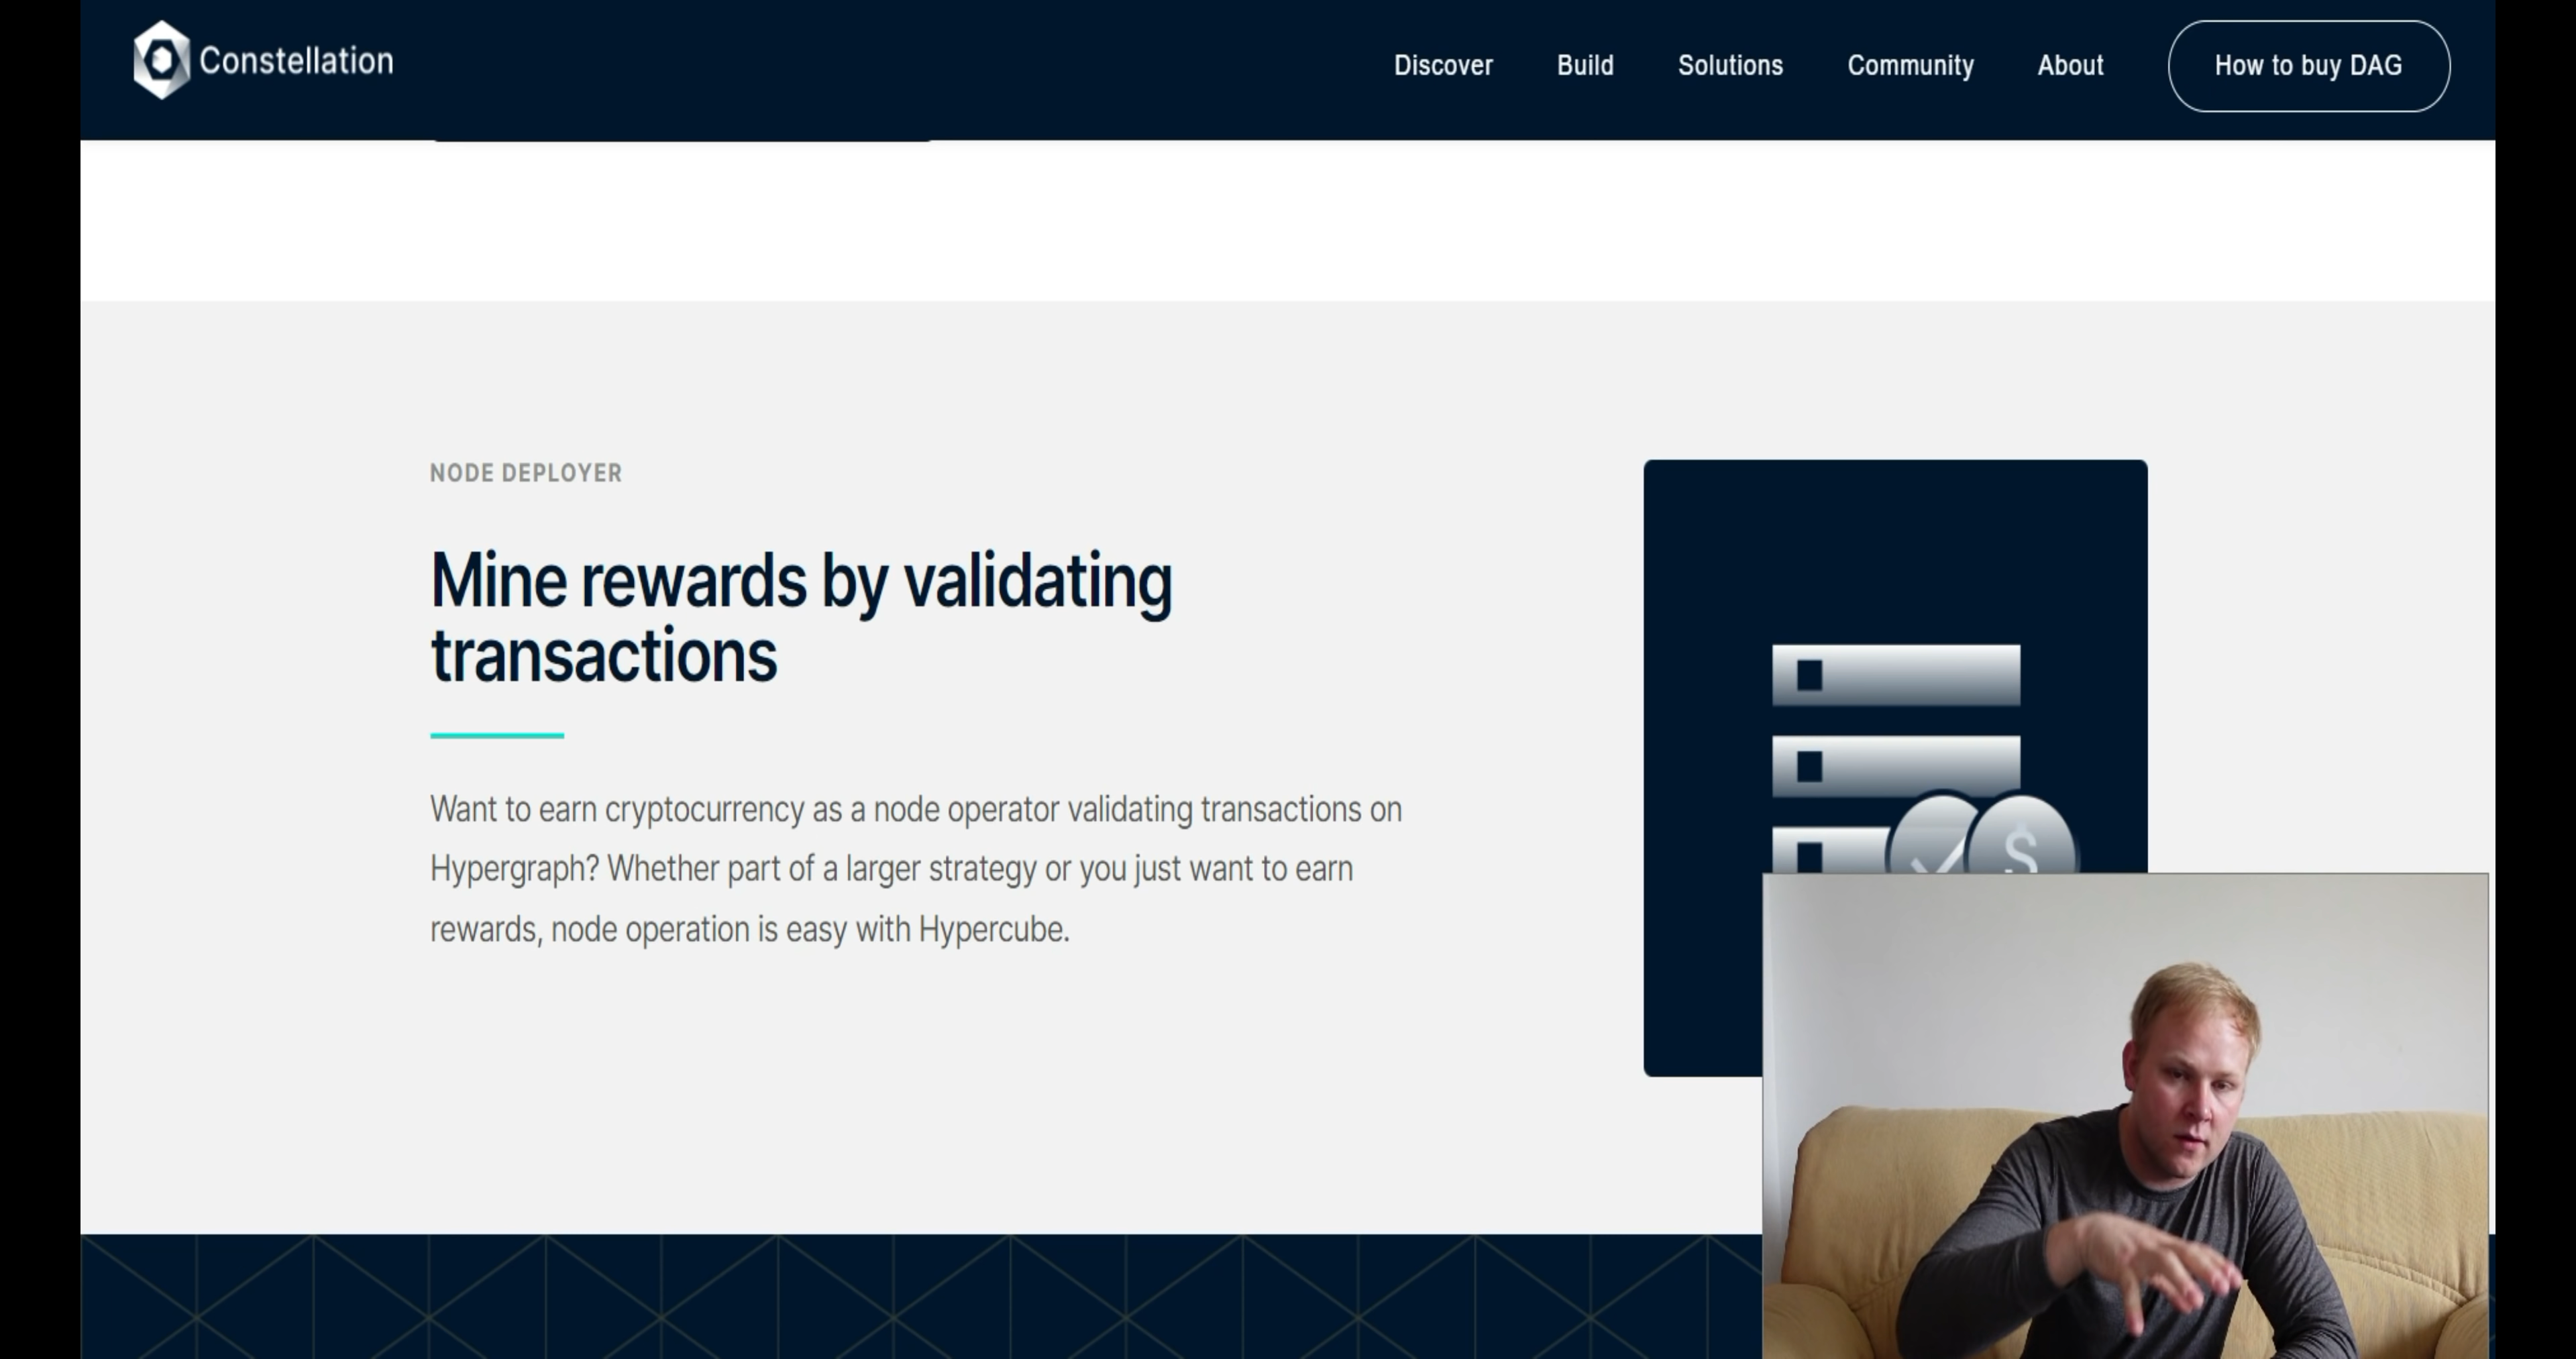 Constellation
Discover
Build
Solutions
Community
About
How to buy DAG
NODE DEPLOYER
Mine rewards by validating
transactions
Want to earn cryptocurrency as a node operator validating transactions on
Hypergraph? Whether part of a larger strategy or you just want to earn
rewards, node operation is easy with Hypercube.
$